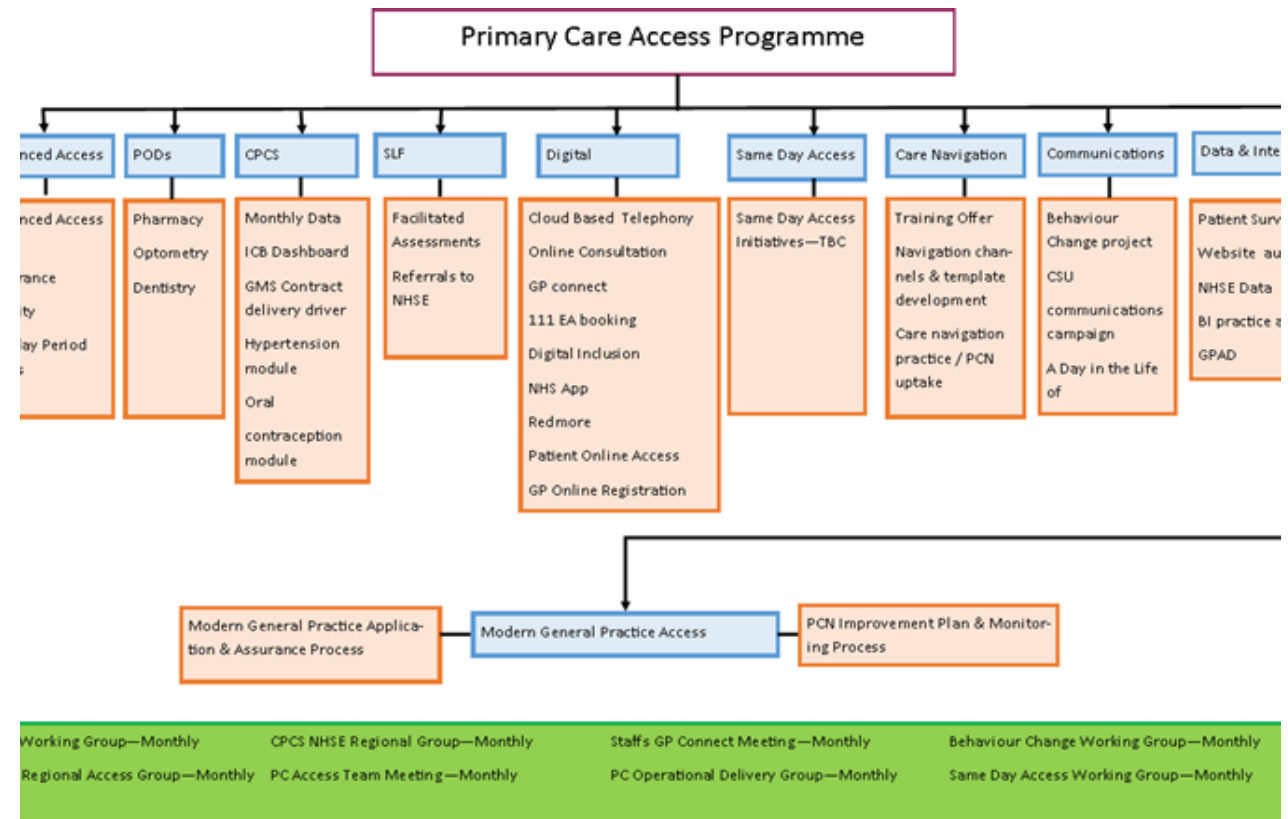 Primary Care Access Programme
nced Access
PODs
CPCS
SLF
Digital
Same Day Access
Care Navigation
Communications
Data & Inte
nced Access
rance
ity
ay Period
s
Pharmacy
Optometry
Dentistry
Monthly Data
ICB Dashboard
GMS Contract
delivery driver
Hypertension
module
Oral
contraception
module
Facilitated
Assessments
Referrals to
NHSE
Cloud Based Telephony
Online Consultation
GP connect
111 EA booking
Digital Inclusion
NHS App
Redmore
Patient Online Access
GP Online Registration
Same Day Access
Initiatives—TBC
Training Offer
Navigation chan-
nels & template
development
Care navigation
practice / PCN
uptake
Behaviour
Change project
CSU
communications
campaign
A Day in the Life
of
Patient Surv
Website au
NHSE Data
BI practice a
GPAD
Modern General Practice Applica-
tion & Assurance Process
Modern General Practice Access
PCN Improvement Plan & Monitor-
ing Process
Working Group—Monthly
CPCS NHSE Regional Group—Monthly
Staffs GP Connect Meeting—Monthly
Behaviour Change Working Group—Monthly
Regional Access Group—Monthly
PC Access Team Meeting—Monthly
PC Operational Delivery Group—Monthly
Same Day Access Working Group—Monthly